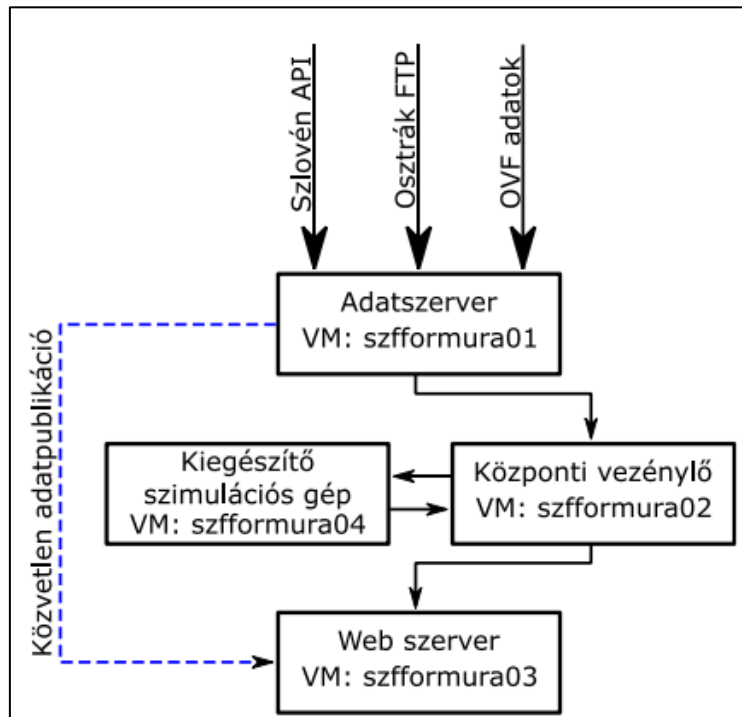 Szlovén API
Osztrák FTP
OVF adatok
Adatszerver
VM: szfformura01
Közvetlen adatpublikáció
Kiegészítő
szimulációs gép
VM: szfformura04
Központi vezénylő
VM: szfformura02
Web szerver
VM: szfformura03